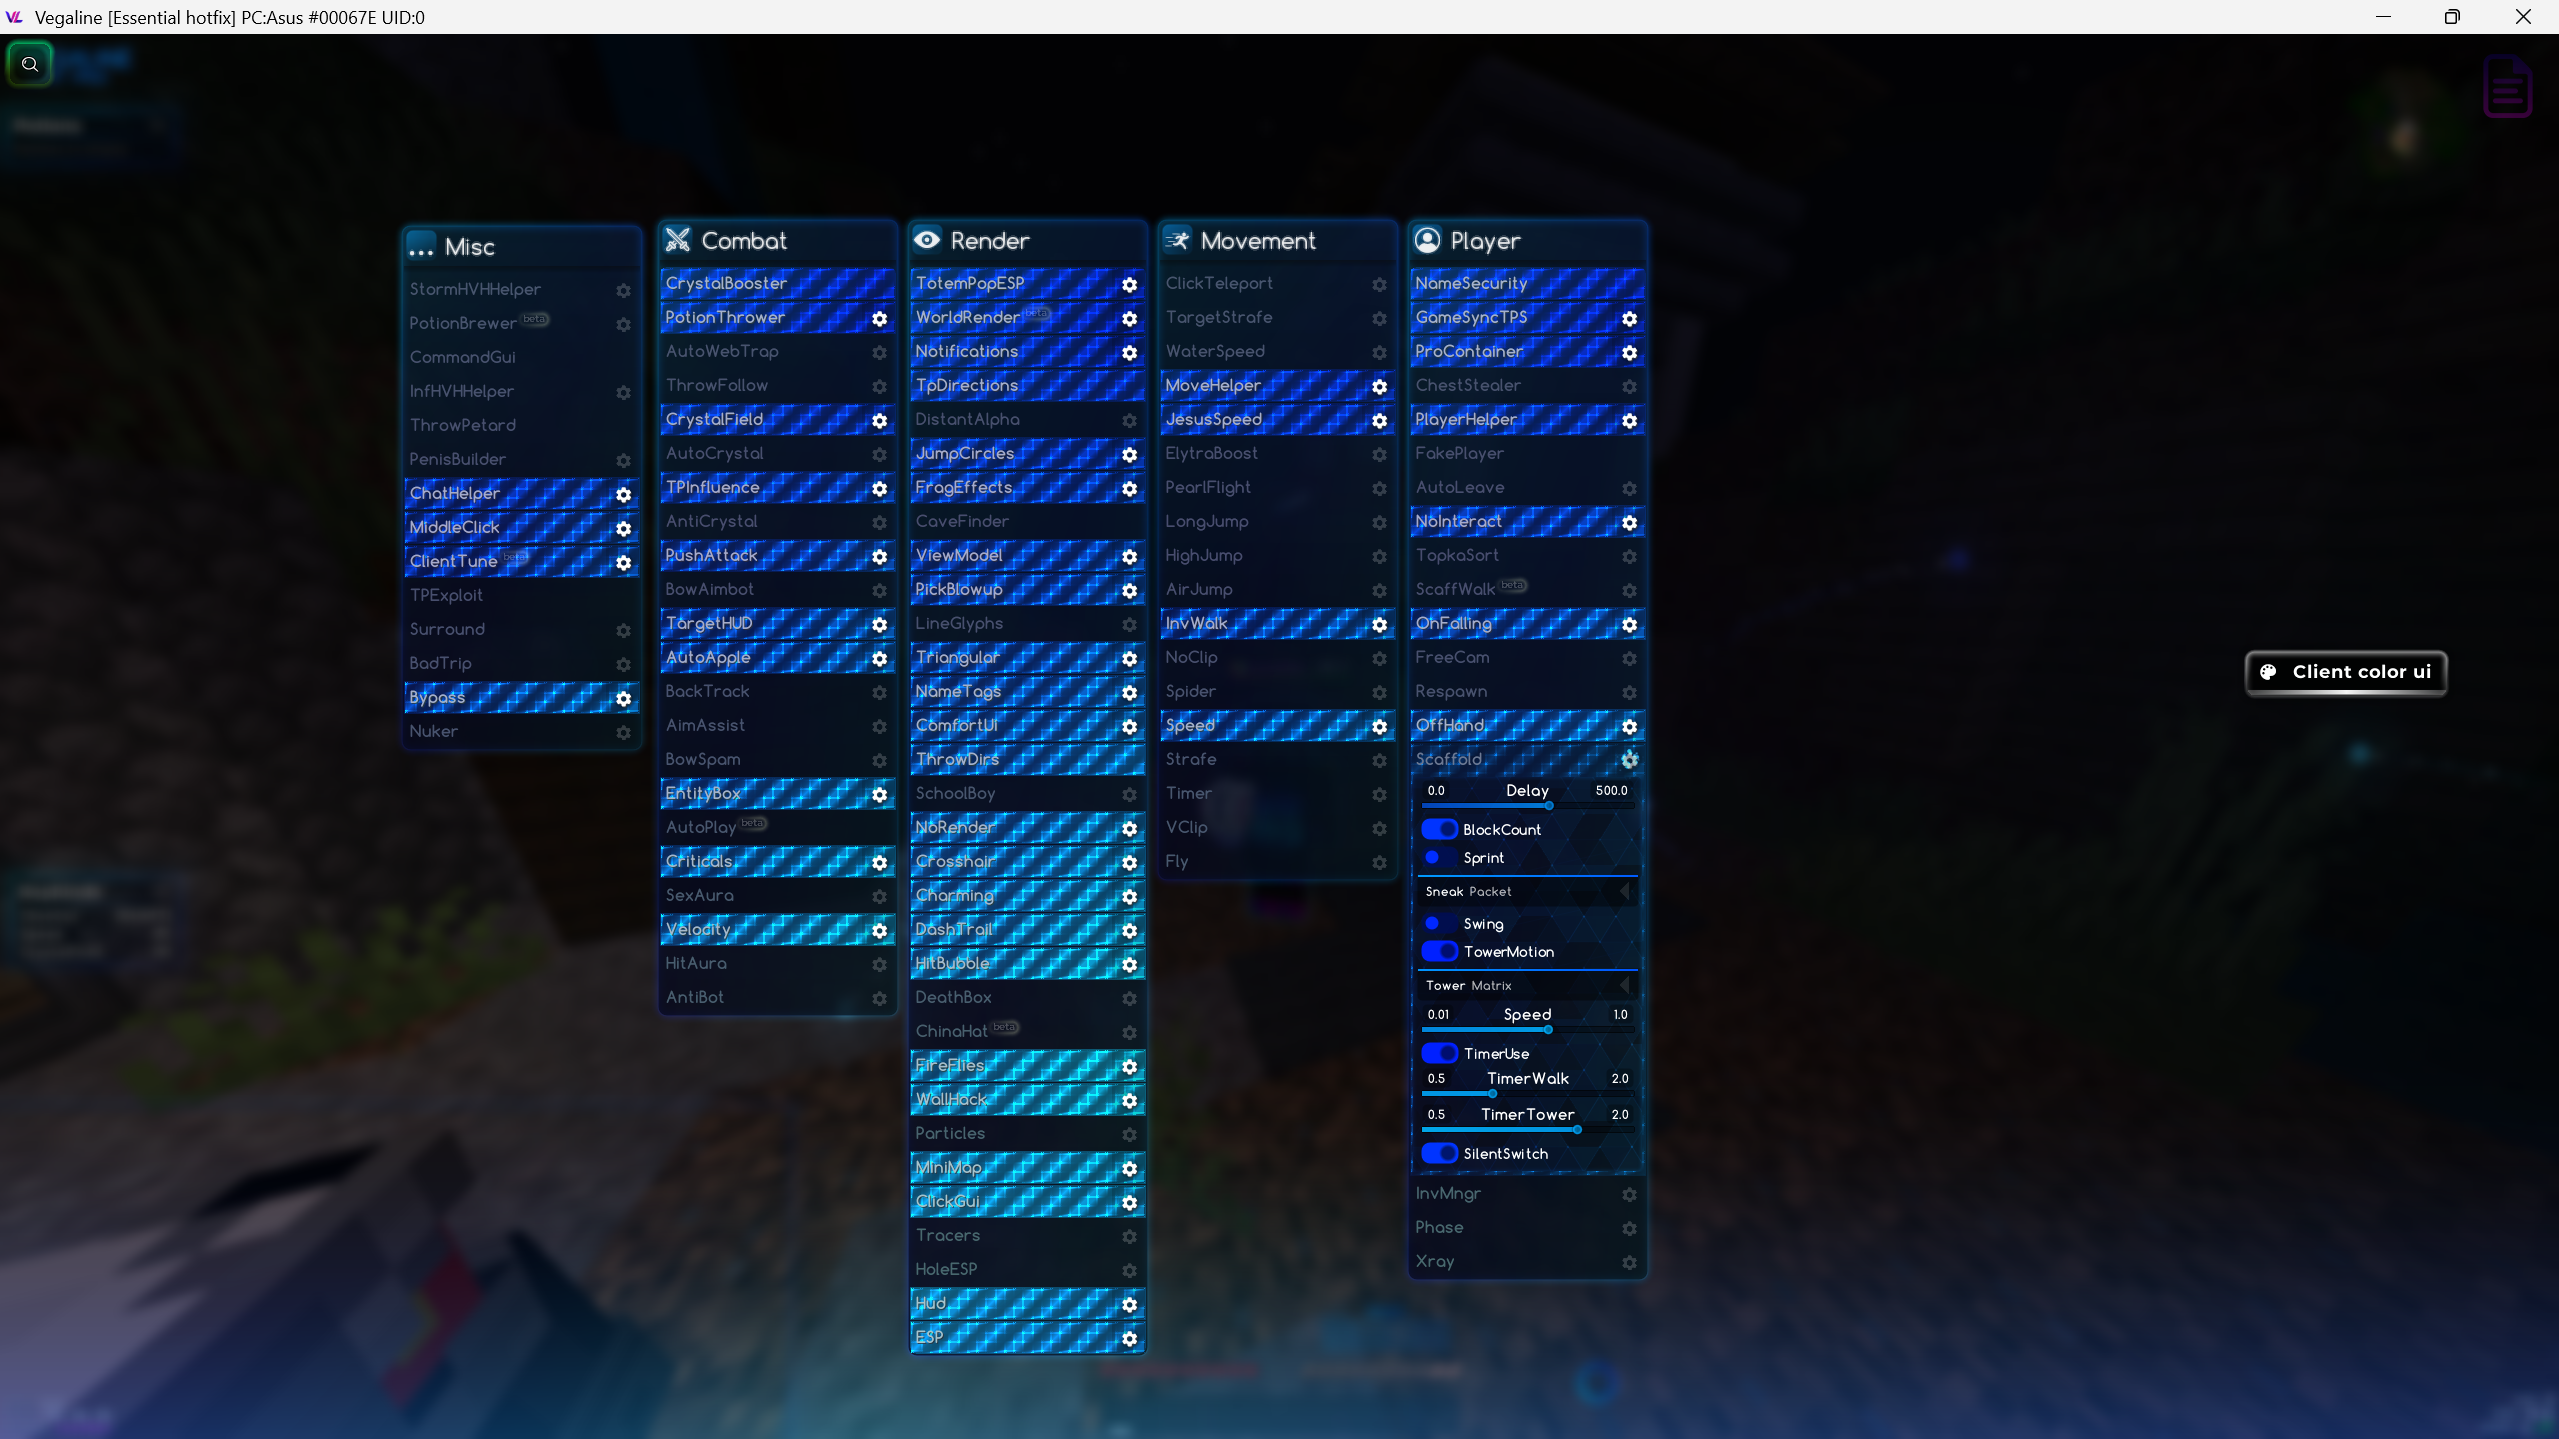 Vegaline [Essential hotfix] PC:Asus #00067E UID:0
Misc
StormHVHHelper
PotionBrewer beta
CommandGui
InfHVHHelper
ThrowPetard
PenisBuilder
ChatHelper
MiddleClick
ClientTune beta
TPExploit
Surround
BadTrip
Bypass
Nuker
Combat
CrystalBooster
PotionThrower
AutoWebTrap
ThrowFollow
CrystalField
AutoCrystal
TPInfluence
AntiCrystal
PushAttack
BowAimbot
TargetHUD
AutoApple
BackTrack
AimAssist
BowSpam
EntityBox
AutoPlay beta
Criticals
SexAura
Velocity
HitAura
AntiBot
Render
TotemPopESP
WorldRender beta
Notifications
TpDirections
DistantAlpha
JumpCircles
FragEffects
CaveFinder
ViewModel
PickBlowup
LineGlyphs
Triangular
NameTags
ComfortUi
ThrowDirs
SchoolBoy
NoRender
Crosshair
Charming
DashTrail
HitBubble
DeathBox
ChinaHat beta
FireFlies
WallHack
Particles
MiniMap
ClickGui
Tracers
HoleESP
Hud
ESP
Movement
ClickTeleport
TargetStrafe
WaterSpeed
MoveHelper
JesusSpeed
ElytraBoost
PearlFlight
LongJump
HighJump
AirJump
InvWalk
NoClip
Spider
Speed
Strafe
Timer
VClip
Fly
Player
NameSecurity
GameSyncTPS
ProContainer
ChestStealer
PlayerHelper
FakePlayer
AutoLeave
NoInteract
TopkaSort
ScaffWalk beta
OnFalling
FreeCam
Respawn
OffHand
Scaffold
0.0 Delay 500.0
BlockCount
Sprint
Sneak Packet
Swing
TowerMotion
Tower Matrix
0.01 Speed 1.0
TimerUse
0.5 TimerWalk 2.0
0.5 TimerTower 2.0
SilentSwitch
InvMngr
Phase
Xray
Client color ui